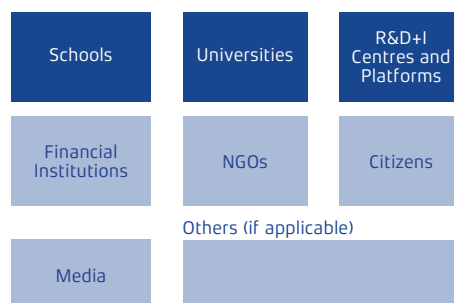 Schools
Universities
R&D+I
Centres and
Platforms
Financial
Institutions
NGOs
Citizens
Others (if applicable)
Media